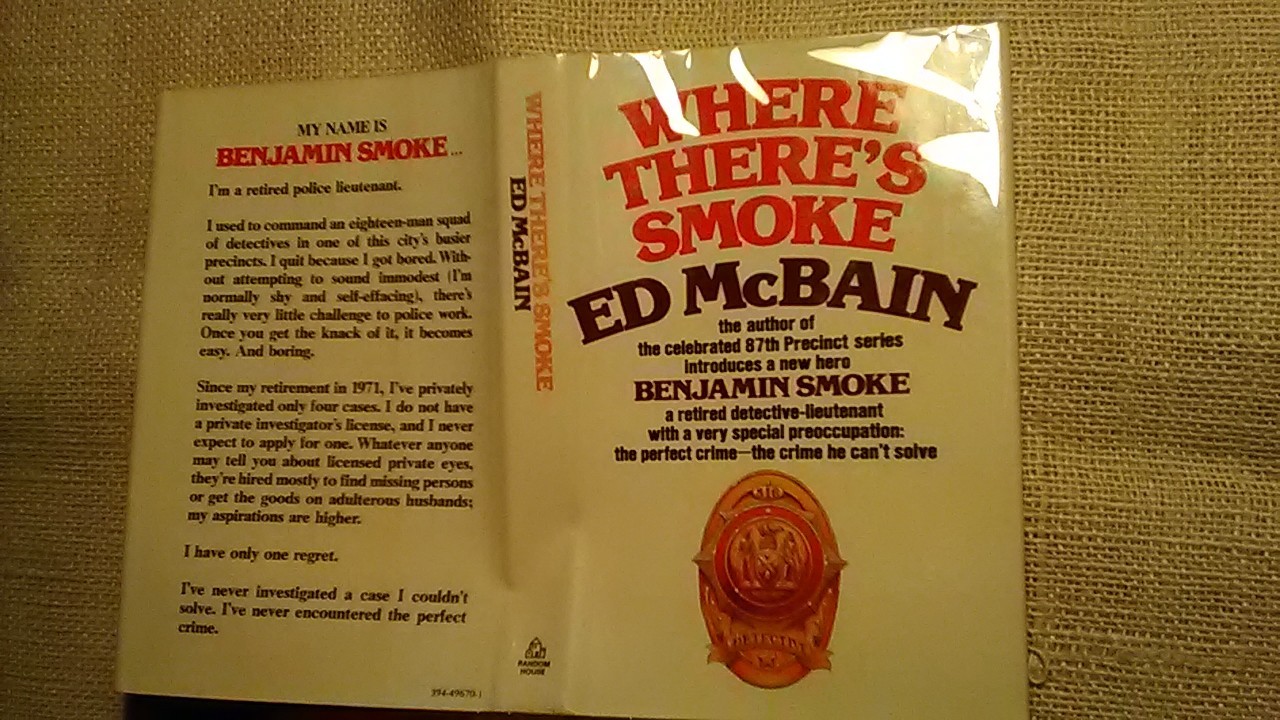 MY NAME IS
BENJAMIN SMOKE...
I'm a retired police lieutenant.
I used to command an eighteen-man squad
of detectives in one of this city's busier
precincts. I quit because I got bored. With-
out attempting to sound immodest (I'm
normally shy and self-effacing), there's
really very little challenge to police work.
Once you get the knack of it, it becomes
easy. And boring.
Since my retirement in 1971, I've privately
investigated only four cases. I do not have
a private investigator's license, and I never
expect to apply for one. Whatever anyone
may tell you about licensed private eyes,
they're hired mostly to find missing persons
or get the goods on adulterous husbands;
my aspirations are higher.
I have only one regret.
I've never investigated a case I couldn't
solve. I've never encountered the perfect
crime.
394-49670-1
WHERE THERE'S SMOKE
ED McBAIN
RANDOM
HOUSE
WHERE
THERE'S
SMOKE
ED McBAIN
the author of
the celebrated 87th Precinct series
introduces a new hero
BENJAMIN SMOKE
a retired detective-lieutenant
with a very special preoccupation:
the perfect crime—the crime he can't solve
DETECTIVE